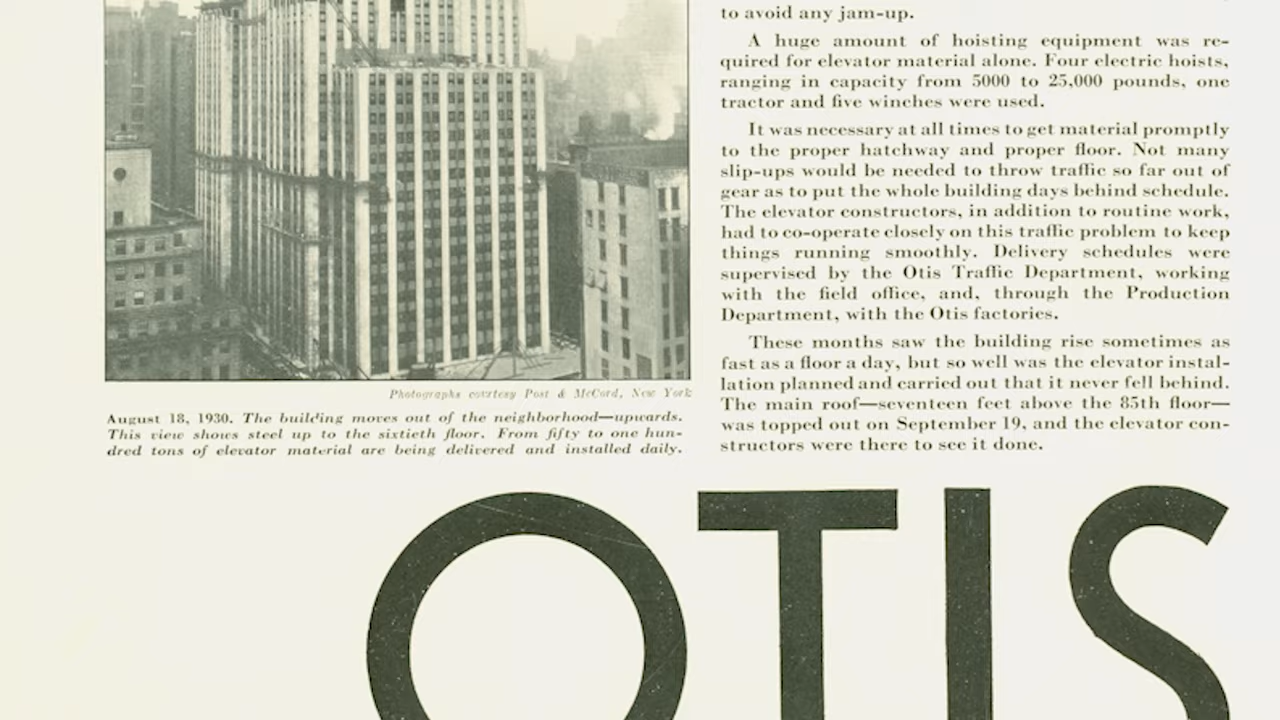 to avoid any jam-up.
A huge amount of hoisting equipment was re-
quired for elevator material alone. Four electric hoists,
ranging in capacity from 5000 to 25,000 pounds, one
tractor and five winches were used.
It was necessary at all times to get material promptly
to the proper hatchway and proper floor. Not many
slip-ups would be needed to throw traffic so far out of
gear as to put the whole building days behind schedule.
The elevator constructors, in addition to routine work,
had to co-operate closely on this traffic problem to keep
things running smoothly. Delivery schedules were
supervised by the Otis Traffic Department, working
with the field office, and, through the Production
Department, with the Otis factories.
These months saw the building rise sometimes as
fast as a floor a day, but so well was the elevator instal-
lation planned and carried out that it never fell behind.
The main roof—seventeen feet above the 85th floor—
was topped out on September 19, and the elevator con-
structors were there to see it done.
Photographs courtesy Post & McCord, New York
August 18, 1930. The building moves out of the neighborhood—upwards.
This view shows steel up to the sixtieth floor. From fifty to one hun-
dred tons of elevator material are being delivered and installed daily.
OTIS